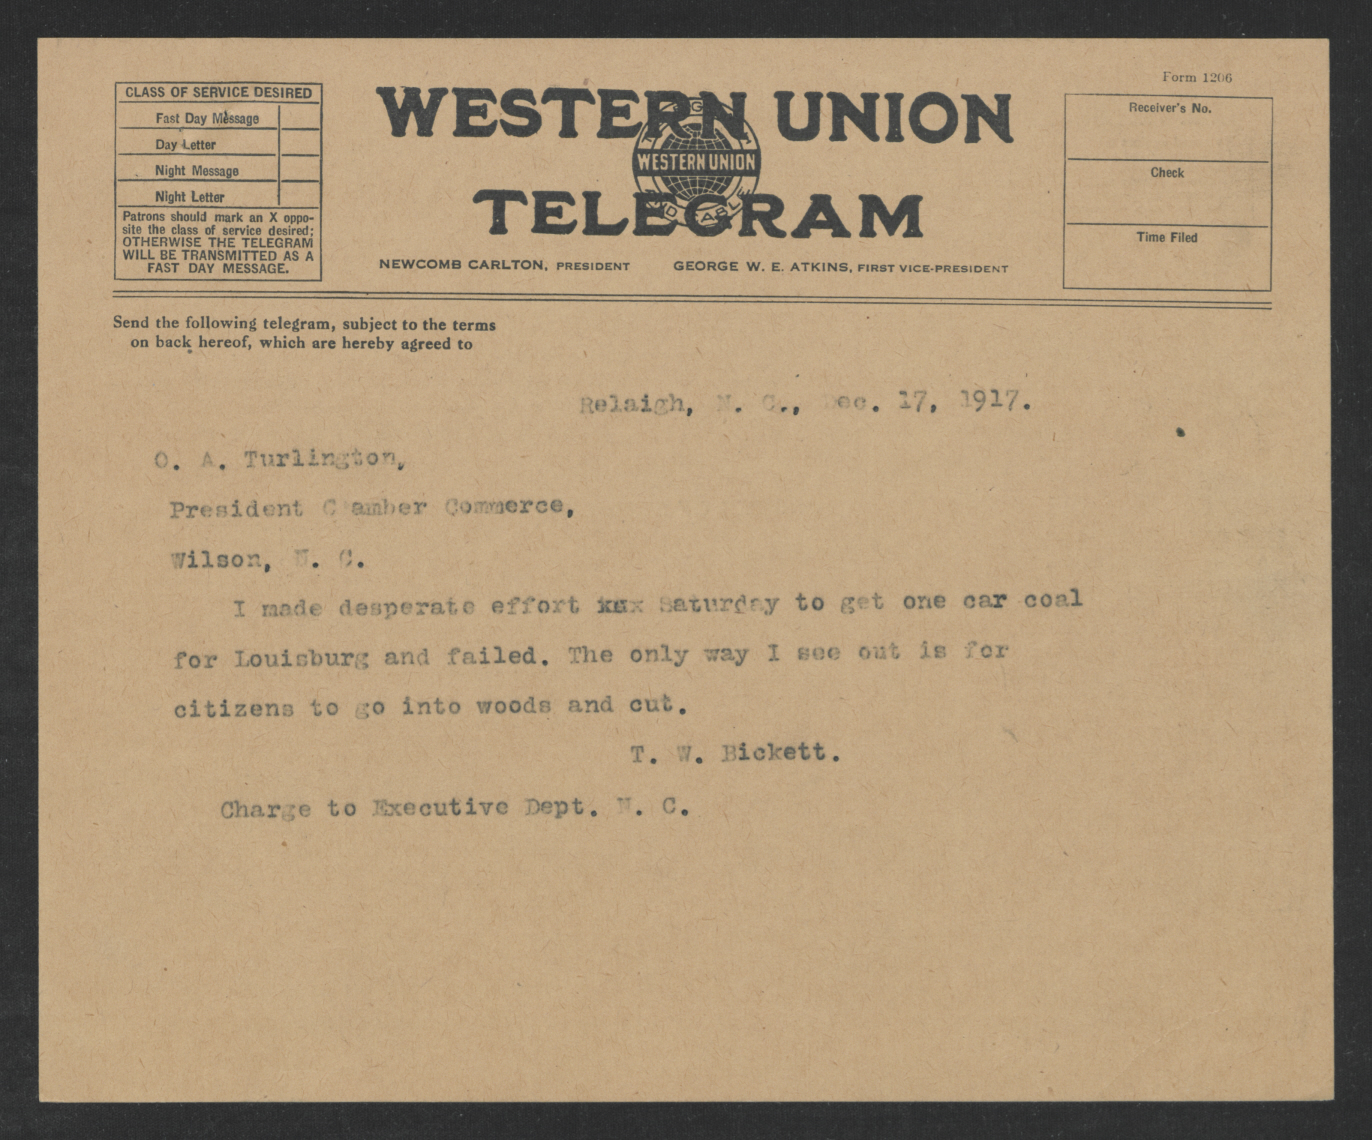 Form 1206
CLASS OF SERVICE DESIRED
Fast Day Message
Day Letter
Night Message
Night Letter
Patrons should mark an X oppo-
site the class of service desired;
OTHERWISE THE TELEGRAM
WILL BE TRANSMITTED AS A
FAST DAY MESSAGE.
WESTERN UNION
WESTERN UNION
TELEGRAM
NEWCOMB CARLTON, PRESIDENT GEORGE W. E. ATKINS, FIRST VICE-PRESIDENT
Receiver's No.
Check
Time Filed
Send the following telegram, subject to the terms
on back hereof, which are hereby agreed to
Relaigh, N. C., Dec. 17, 1917.
O. A. Turlington,
President Chamber Commerce,
Wilson, N. C.
I made desperate effort xxx Saturday to get one car coal
for Louisburg and failed. The only way I see out is for
citizens to go into woods and cut.
T. W. Bickett.
Charge to Executive Dept. N. C.